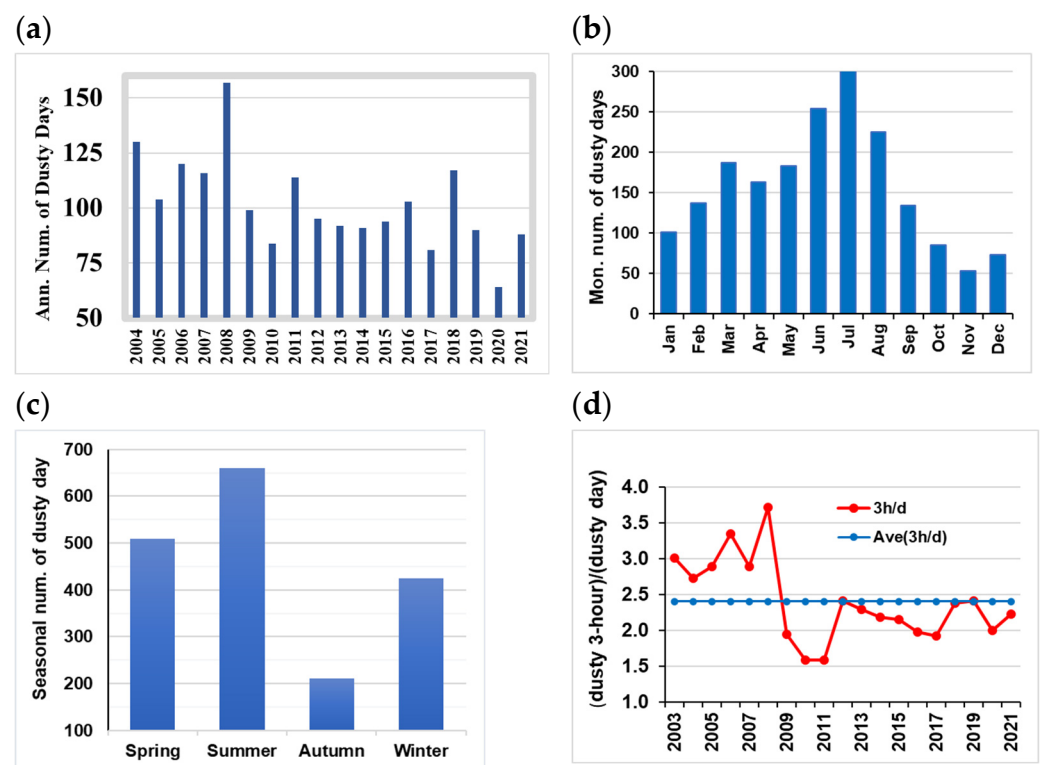 (a)
Ann. Num. of Dusty Days
150
125
100
75
50
2004 2005 2006 2007 2008 2009 2010 2011 2012 2013 2014 2015 2016 2017 2018 2019 2020 2021
(b)
Mon. num. of dusty days
300
250
200
150
100
50
0
Jan Feb Mar Apr May Jun Jul Aug Sep Oct Nov Dec
(c)
Seasonal num. of dusty day
700
600
500
400
300
200
100
Spring Summer Autumn Winter
(d)
(dusty 3-hour)/(dusty day)
4.0
3.5
3.0
2.5
2.0
1.5
1.0
3h/d
Ave(3h/d)
2003 2005 2007 2009 2011 2013 2015 2017 2019 2021